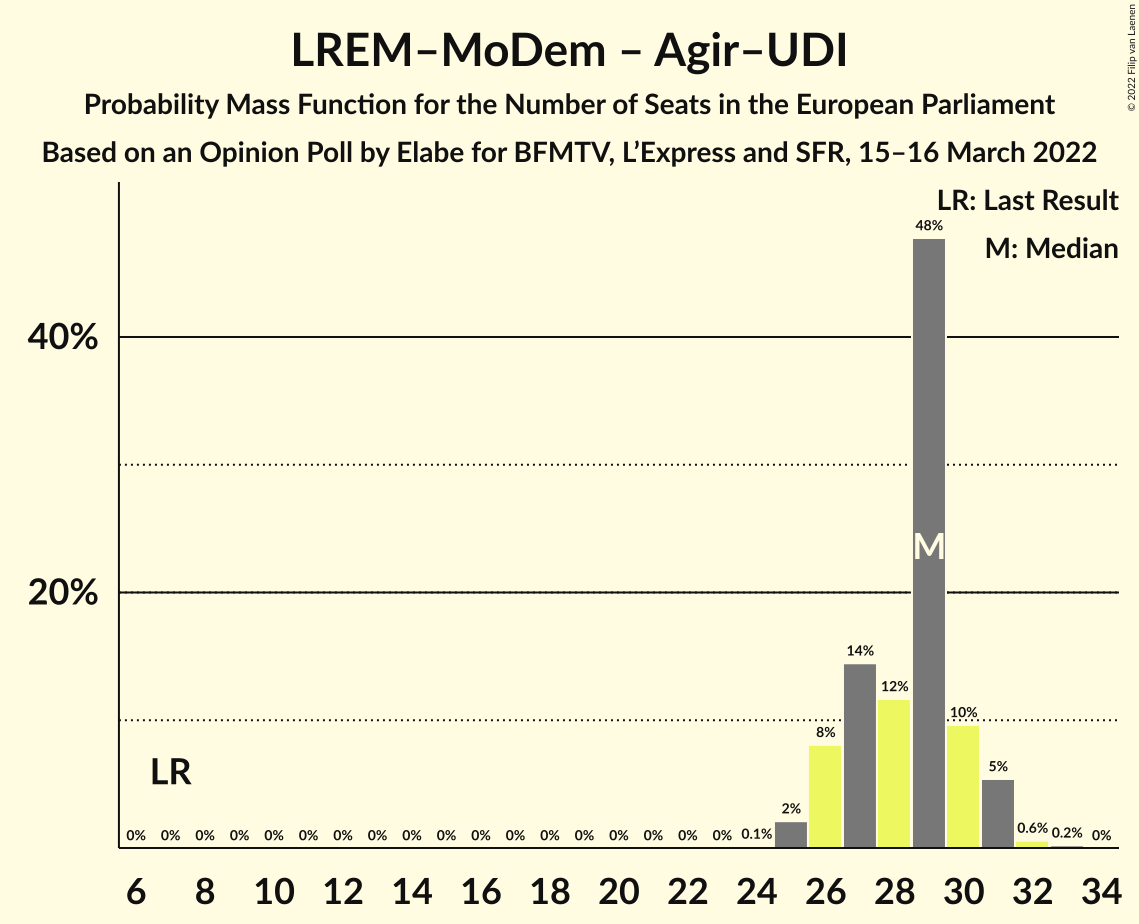 LREM–MoDem – Agir–UDI
Probability Mass Function for the Number of Seats in the European Parliament
Based on an Opinion Poll by Elabe for BFMTV, L’Express and SFR, 15–16 March 2022
© 2022 Filip van Laenen
LR: Last Result
M: Median
48%
40%
M
20%
14%
12%
10%
8%
5%
LR
2%
0% 0% 0% 0% 0% 0% 0% 0% 0% 0% 0% 0% 0% 0% 0% 0% 0% 0% 0.1% 0.6% 0.2% 0%
6 8 10 12 14 16 18 20 22 24 26 28 30 32 34